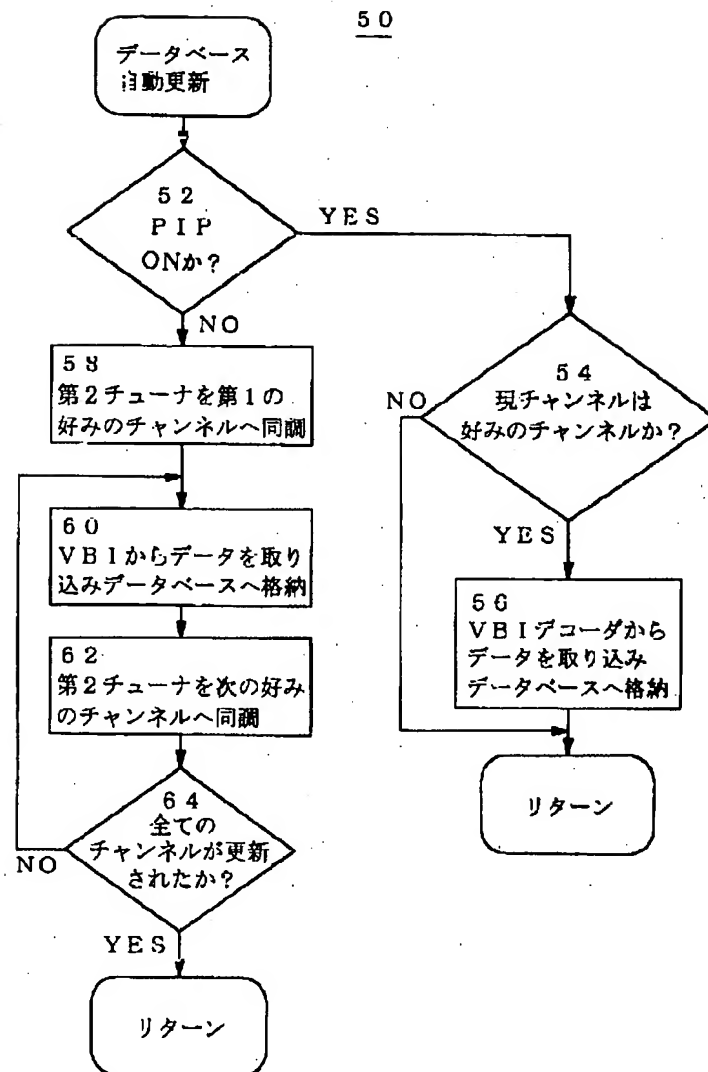 50
データベース
自動更新
52
PIP
ONか?
YES
NO
58
第2チューナを第1の
好みのチャンネルへ同調
54
現チャンネルは
好みのチャンネルか?
NO
YES
60
VBIからデータを取り
込みデータベースへ格納
56
VBIデコーダから
データを取り込み
データベースへ格納
62
第2チューナを次の好み
のチャンネルへ同調
リターン
64
全ての
チャンネルが更新
されたか?
NO
YES
リターン